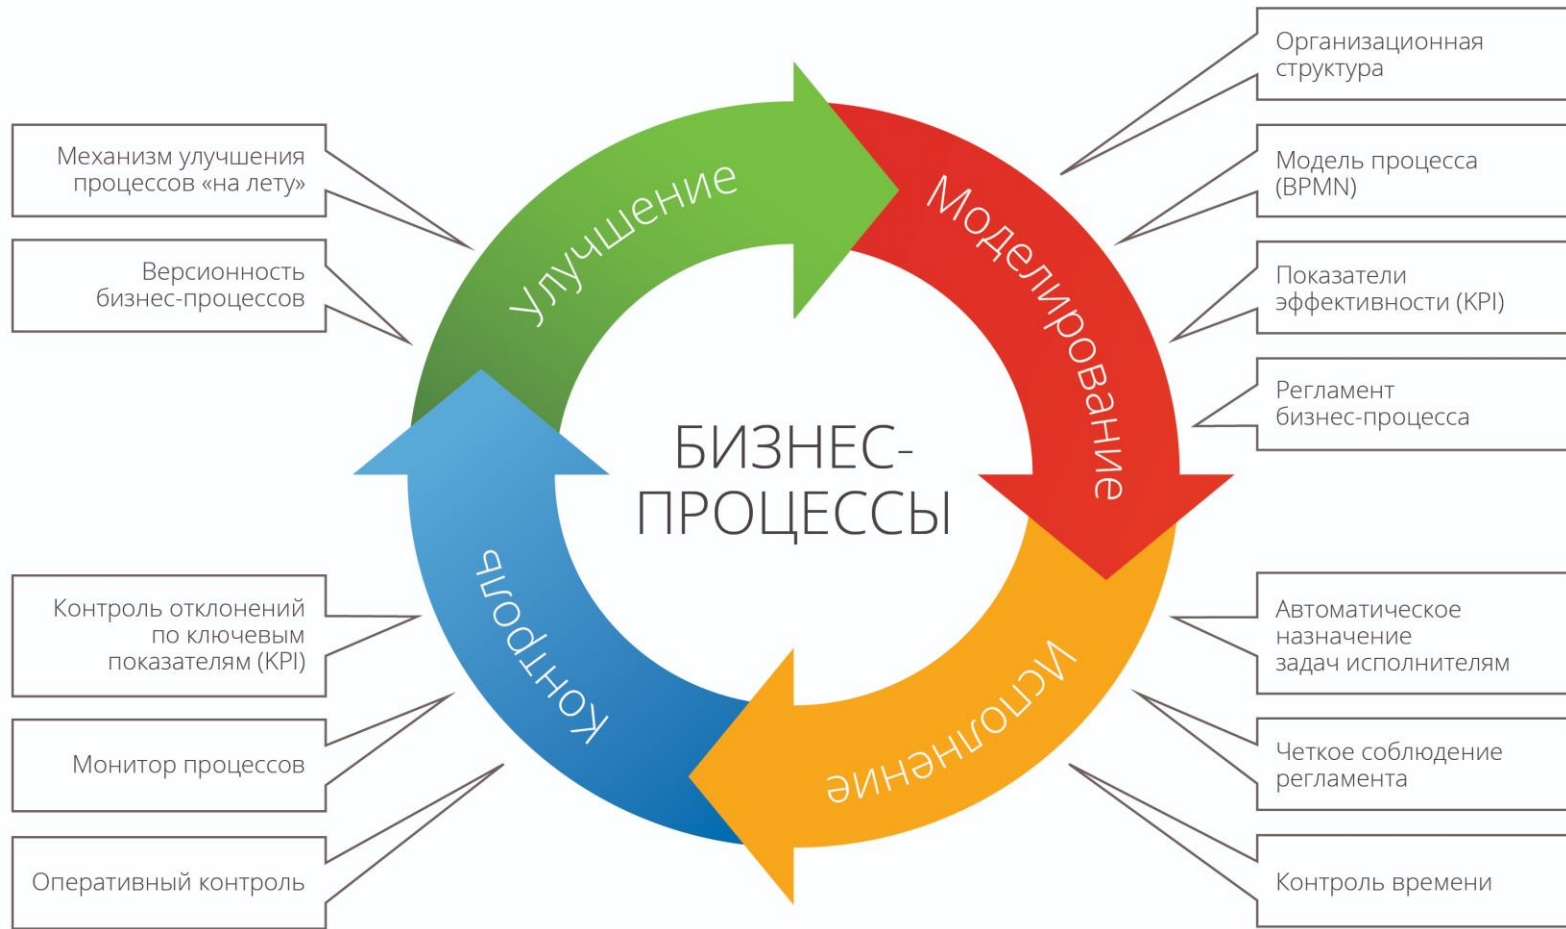 Организационная
структура
Механизм улучшения
процессов «на лету»
Модель процесса
(BPMN)
Версионность
бизнес-процессов
Показатели
эффективности (KPI)
Регламент
бизнес-процесса
Улучшение
Моделирование
БИЗНЕС-
ПРОЦЕССЫ
Контроль
Исполнение
Контроль отклонений
по ключевым
показателям (KPI)
Монитор процессов
Оперативный контроль
Автоматическое
назначение
задач исполнителям
Четкое соблюдение
регламента
Контроль времени